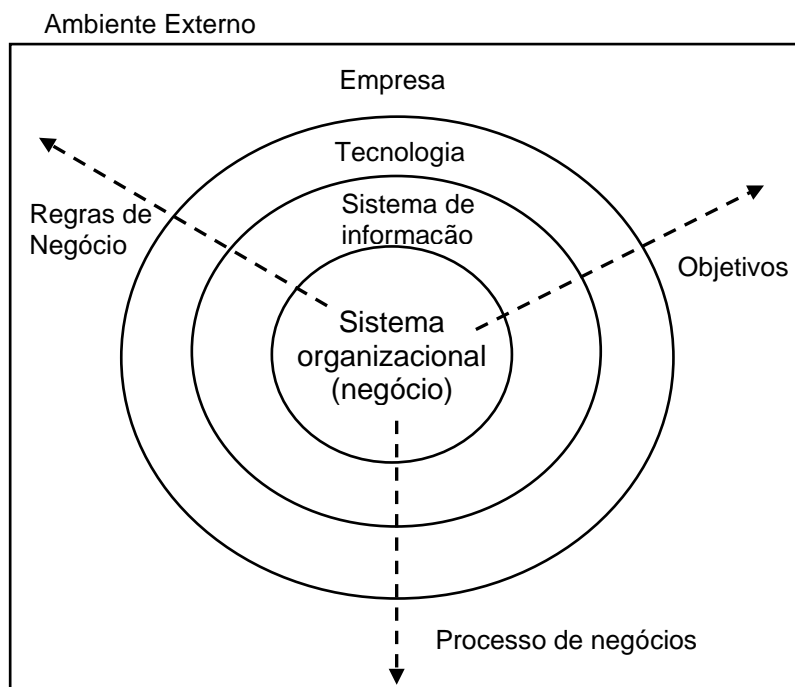 Ambiente Externo
Empresa
Tecnologia
Sistema de
informacão
Regras de
Negócio
Objetivos
Sistema
organizacional
(negócio)
Processo de negócios